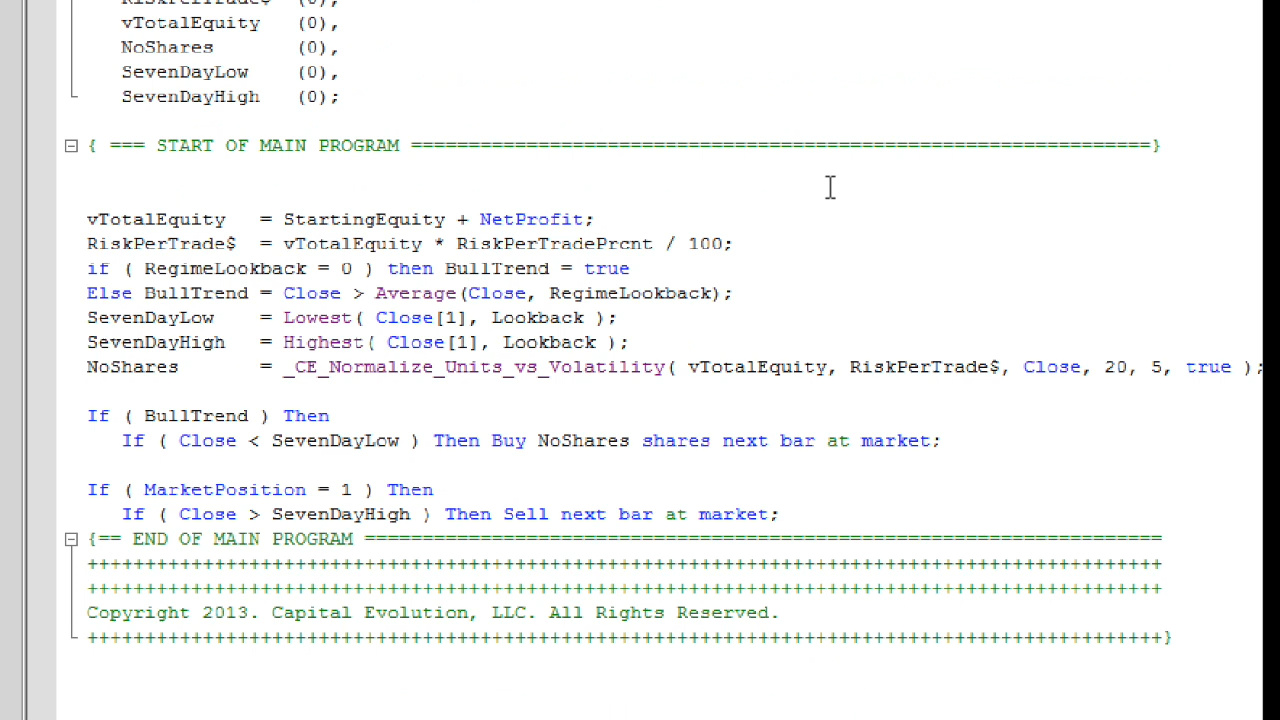 RiskPerTrade$ (0),
vTotalEquity (0),
NoShares (0),
SevenDayLow (0),
SevenDayHigh (0);
{ === START OF MAIN PROGRAM ================================================================}
vTotalEquity = StartingEquity + NetProfit;
RiskPerTrade$ = vTotalEquity * RiskPerTradePrcnt / 100;
if ( RegimeLookback = 0 ) then BullTrend = true
Else BullTrend = Close > Average(Close, RegimeLookback);
SevenDayLow = Lowest( Close[1], Lookback );
SevenDayHigh = Highest( Close[1], Lookback );
NoShares = _CE_Normalize_Units_vs_Volatility( vTotalEquity, RiskPerTrade$, Close, 20, 5, true );
If ( BullTrend ) Then
If ( Close < SevenDayLow ) Then Buy NoShares shares next bar at market;
If ( MarketPosition = 1 ) Then
If ( Close > SevenDayHigh ) Then Sell next bar at market;
{== END OF MAIN PROGRAM =====================================================================
+++++++++++++++++++++++++++++++++++++++++++++++++++++++++++++++++++++++++++++++++++++++++++++
+++++++++++++++++++++++++++++++++++++++++++++++++++++++++++++++++++++++++++++++++++++++++++++
Copyright 2013. Capital Evolution, LLC. All Rights Reserved.
+++++++++++++++++++++++++++++++++++++++++++++++++++++++++++++++++++++++++++++++++++++++++++++}